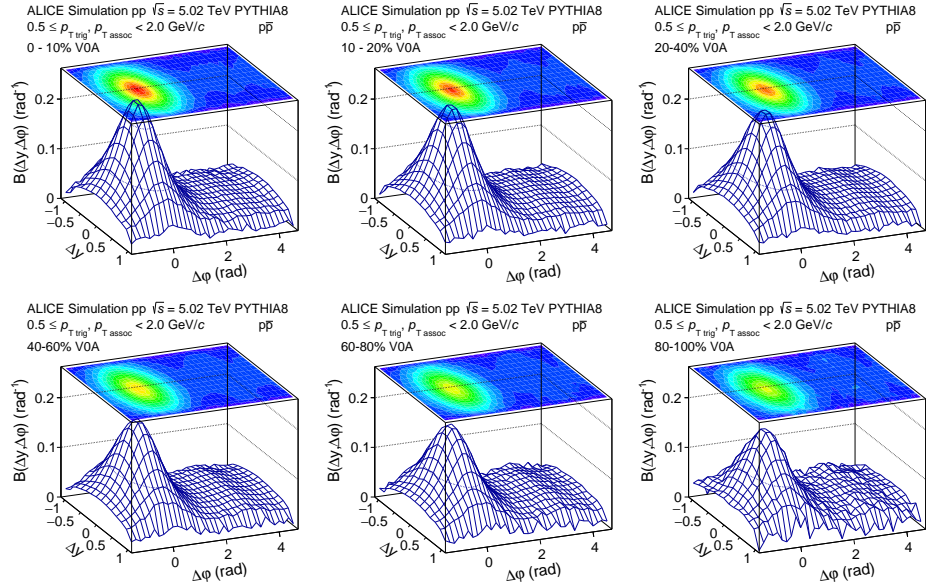 ALICE Simulation pp √s = 5.02 TeV PYTHIA8
0.5 ≤ p_T trig, p_T assoc < 2.0 GeV/c pp̅
0 - 10% V0A
B(Δy,Δφ) (rad⁻¹)
0.2
0.1
0
−1
−0.5
0
0.5
1
Δy
0
2
4
Δφ (rad)
ALICE Simulation pp √s = 5.02 TeV PYTHIA8
0.5 ≤ p_T trig, p_T assoc < 2.0 GeV/c pp̅
10 - 20% V0A
B(Δy,Δφ) (rad⁻¹)
0.2
0.1
0
−1
−0.5
0
0.5
1
Δy
0
2
4
Δφ (rad)
ALICE Simulation pp √s = 5.02 TeV PYTHIA8
0.5 ≤ p_T trig, p_T assoc < 2.0 GeV/c pp̅
20-40% V0A
B(Δy,Δφ) (rad⁻¹)
0.2
0.1
0
−1
−0.5
0
0.5
1
Δy
0
2
4
Δφ (rad)
ALICE Simulation pp √s = 5.02 TeV PYTHIA8
0.5 ≤ p_T trig, p_T assoc < 2.0 GeV/c pp̅
40-60% V0A
B(Δy,Δφ) (rad⁻¹)
0.2
0.1
0
−1
−0.5
0
0.5
1
Δy
0
2
4
Δφ (rad)
ALICE Simulation pp √s = 5.02 TeV PYTHIA8
0.5 ≤ p_T trig, p_T assoc < 2.0 GeV/c pp̅
60-80% V0A
B(Δy,Δφ) (rad⁻¹)
0.2
0.1
0
−1
−0.5
0
0.5
1
Δy
0
2
4
Δφ (rad)
ALICE Simulation pp √s = 5.02 TeV PYTHIA8
0.5 ≤ p_T trig, p_T assoc < 2.0 GeV/c pp̅
80-100% V0A
B(Δy,Δφ) (rad⁻¹)
0.2
0.1
0
−1
−0.5
0
0.5
1
Δy
0
2
4
Δφ (rad)